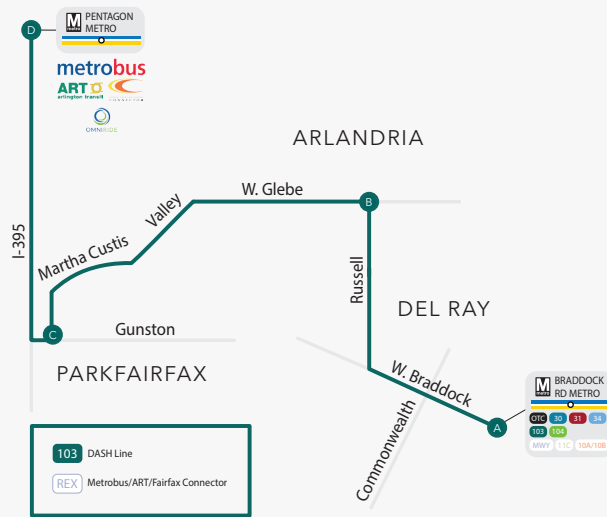 D
M
metro
PENTAGON
METRO
metrobus
ART
arlington transit
OMNIRIDE
ARLANDRIA
W. Glebe
B
Valley
Martha Custis
I-395
Russell
C
Gunston
DEL RAY
PARKFAIRFAX
W. Braddock
Commonwealth
A
M
metro
BRADDOCK
RD METRO
OTC 30 31 34
103 104
MWY 11C 10A/10B
103 DASH Line
REX Metrobus/ART/Fairfax Connector